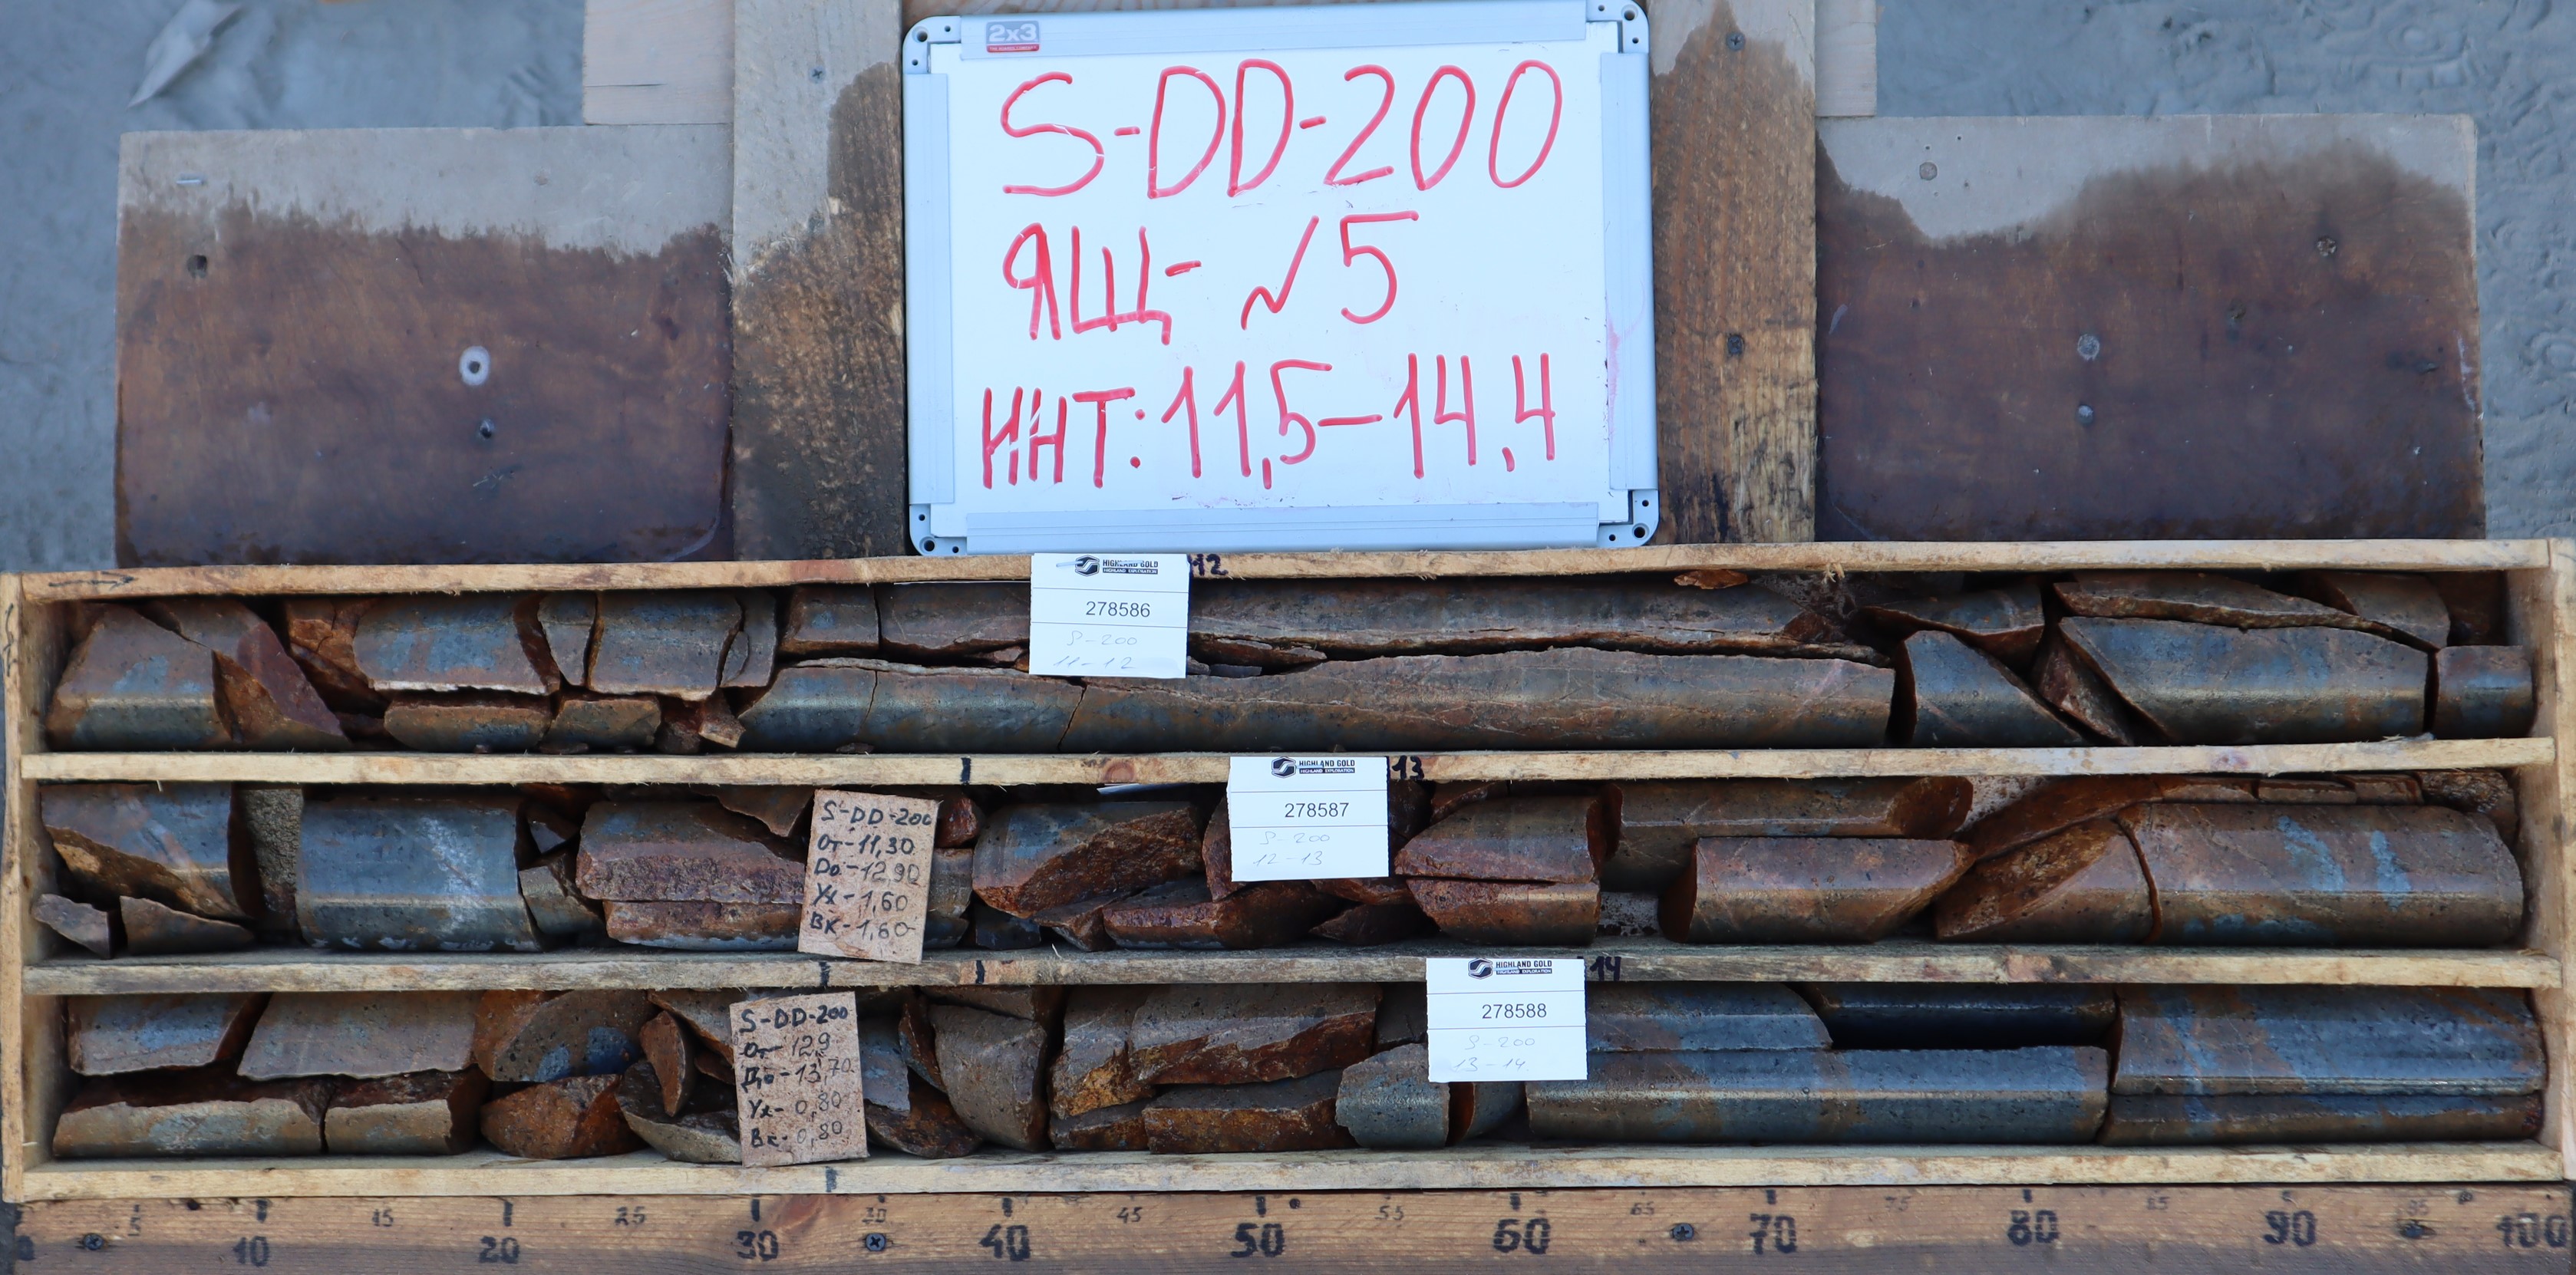 2x3
S-DD-200
ЯЩ- №5
ИНТ: 11,5-14,4
HIGHLAND GOLD
HIGHLAND EXPLORATION
12
278586
S-200
11-12
HIGHLAND GOLD
HIGHLAND EXPLORATION
13
278587
S-200
12-13
S-DD-200
От-11,30
До-12.90
Ух-1,60
Вк-1,60
HIGHLAND GOLD
HIGHLAND EXPLORATION
14
278588
S-200
13-14
S-DD-200
От-12,9
До-13,70
Ух-0,80
Вк-0,80
5 15 25 45 55 65 75 85 95
10 20 30 40 50 60 70 80 90 100